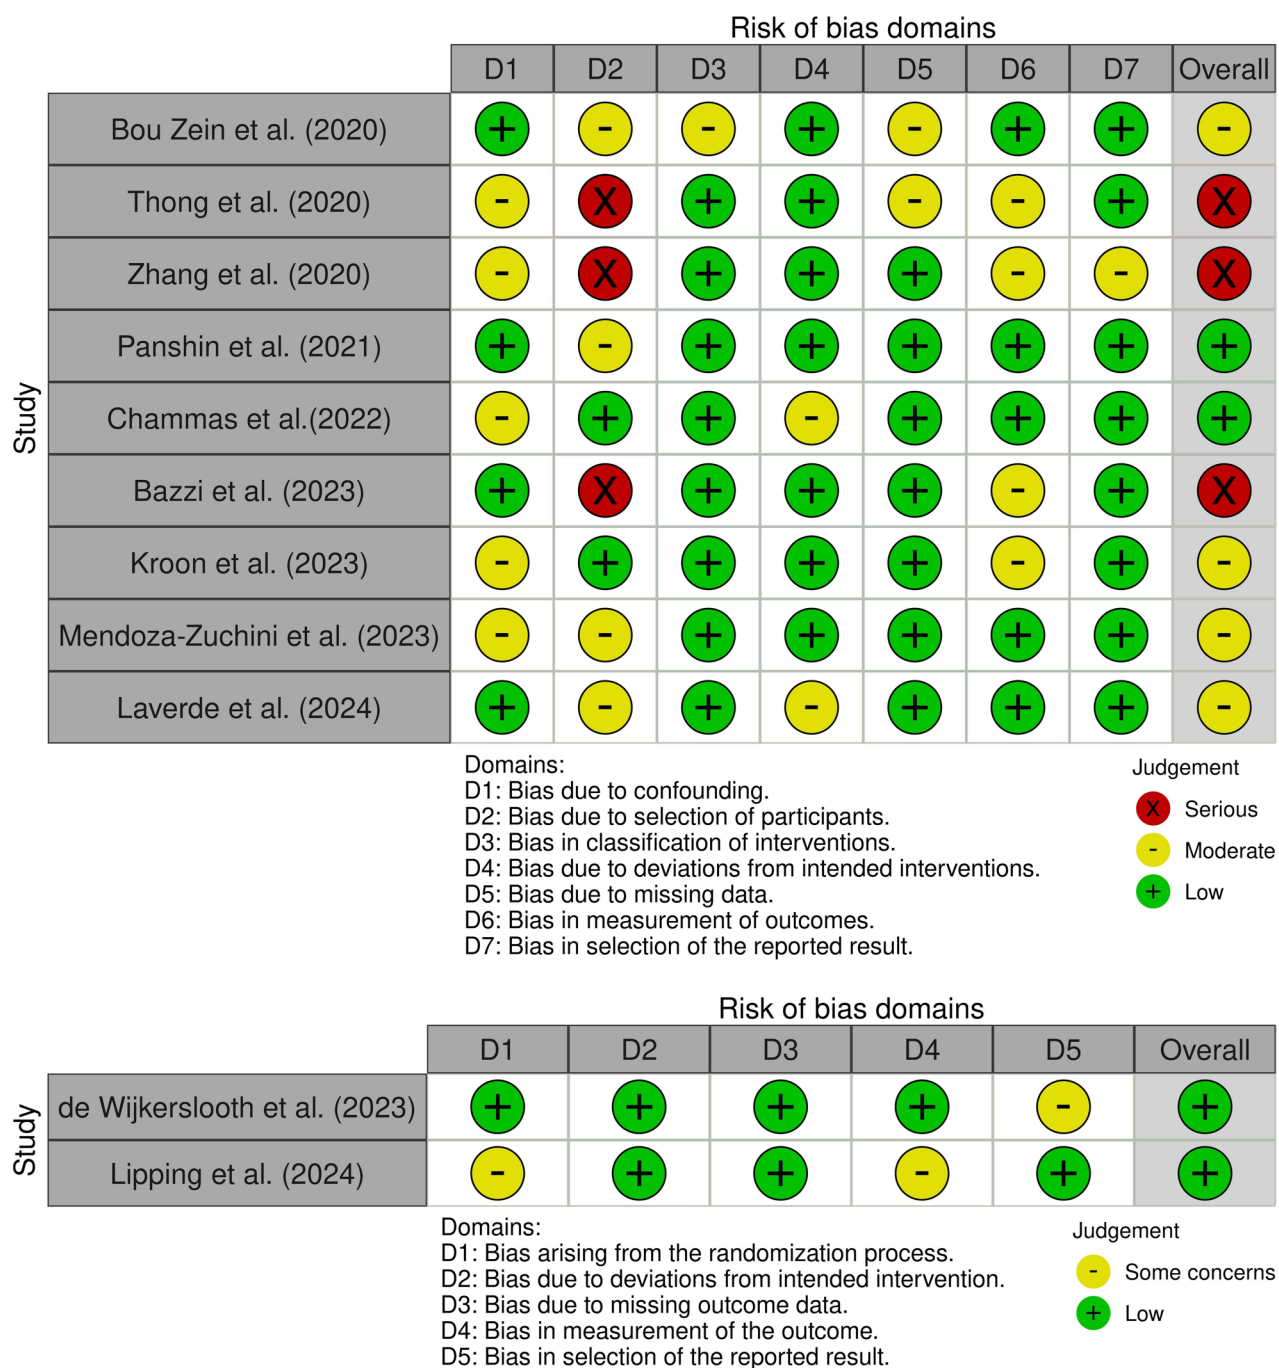 Risk of bias domains
D1 D2 D3 D4 D5 D6 D7 Overall
Study
Bou Zein et al. (2020) + - - + - + + -
Thong et al. (2020) - X + + - - + X
Zhang et al. (2020) - X + + + - - X
Panshin et al. (2021) + - + + + + + +
Chammas et al.(2022) - + + - + + + +
Bazzi et al. (2023) + X + + + - + X
Kroon et al. (2023) - + + + + - + -
Mendoza-Zuchini et al. (2023) - - + + + + + -
Laverde et al. (2024) + - + - + + + -
Domains:
D1: Bias due to confounding.
D2: Bias due to selection of participants.
D3: Bias in classification of interventions.
D4: Bias due to deviations from intended interventions.
D5: Bias due to missing data.
D6: Bias in measurement of outcomes.
D7: Bias in selection of the reported result.
Judgement
X Serious
- Moderate
+ Low
Risk of bias domains
D1 D2 D3 D4 D5 Overall
Study
de Wijkerslooth et al. (2023) + + + + - +
Lipping et al. (2024) - + + - + +
Domains:
D1: Bias arising from the randomization process.
D2: Bias due to deviations from intended intervention.
D3: Bias due to missing outcome data.
D4: Bias in measurement of the outcome.
D5: Bias in selection of the reported result.
Judgement
- Some concerns
+ Low